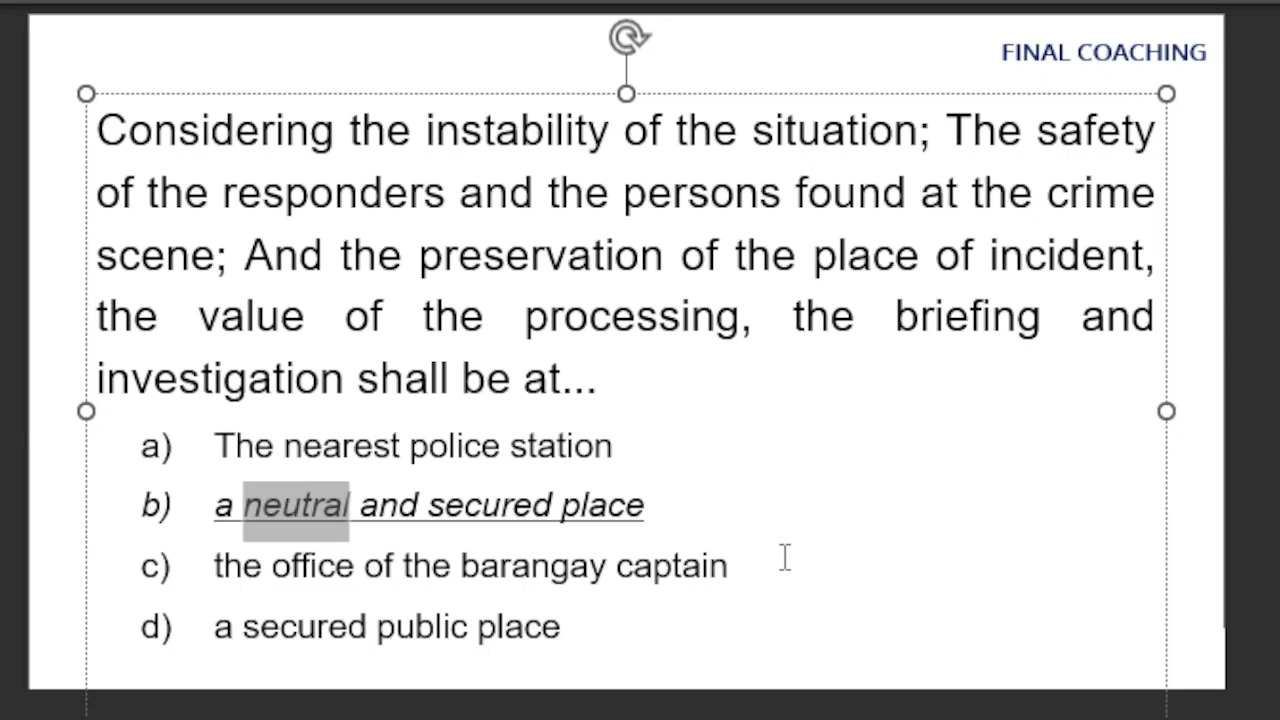 FINAL COACHING
Considering the instability of the situation; The safety
of the responders and the persons found at the crime
scene; And the preservation of the place of incident,
the value of the processing, the briefing and
investigation shall be at...
a) The nearest police station
b) a neutral and secured place
c) the office of the barangay captain
d) a secured public place